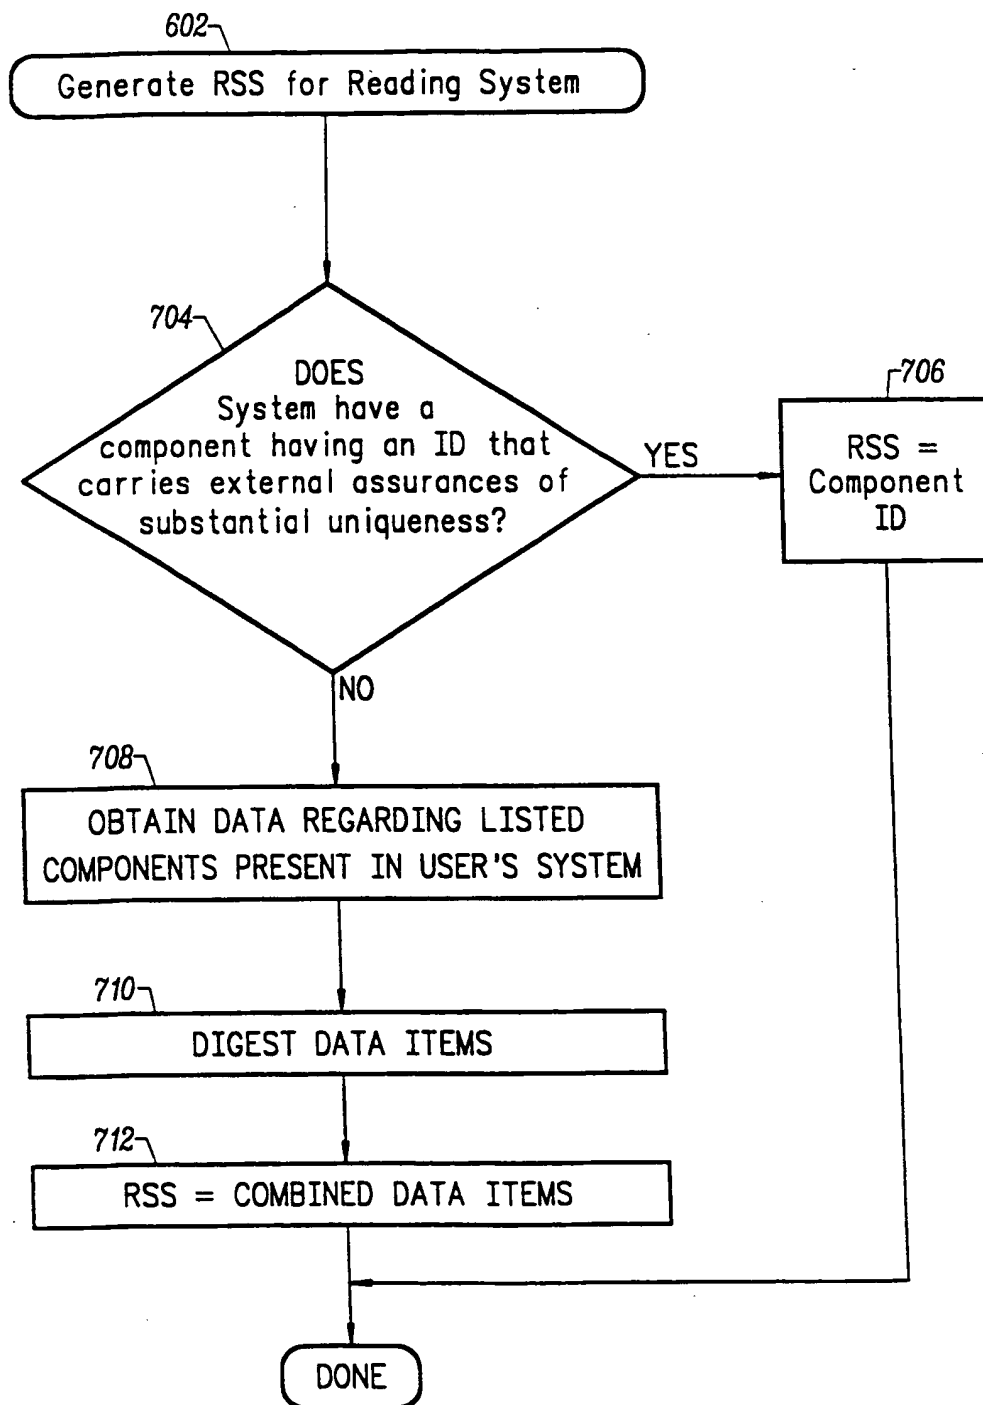 602
Generate RSS for Reading System
704
DOES
System have a
component having an ID that
carries external assurances of
substantial uniqueness?
YES
706
RSS =
Component
ID
NO
708
OBTAIN DATA REGARDING LISTED
COMPONENTS PRESENT IN USER'S SYSTEM
710
DIGEST DATA ITEMS
712
RSS = COMBINED DATA ITEMS
DONE